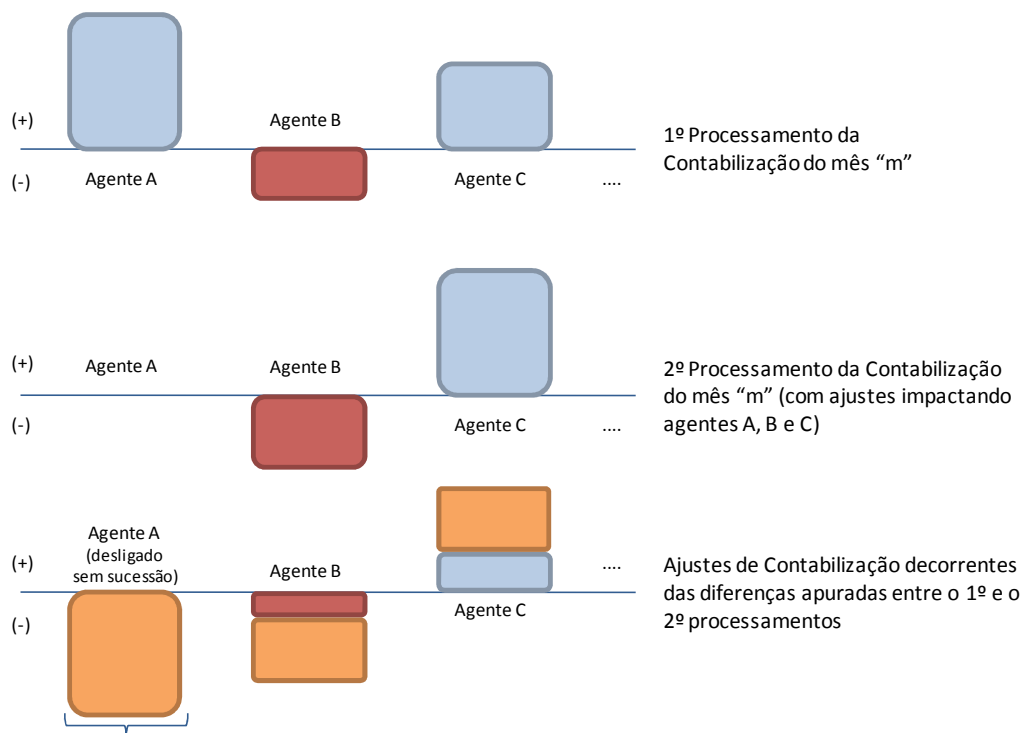 (+)
Agente B
1º Processamento da
Contabilização do mês “m”
(-)
Agente A
Agente C
....
(+)
Agente A
Agente B
2º Processamento da Contabilização
do mês “m” (com ajustes impactando
agentes A, B e C)
(-)
Agente C
....
Agente A
(desligado
sem sucessão)
(+)
Agente B
....
Ajustes de Contabilização decorrentes
das diferenças apuradas entre o 1º e o
2º processamentos
Agente C
(-)